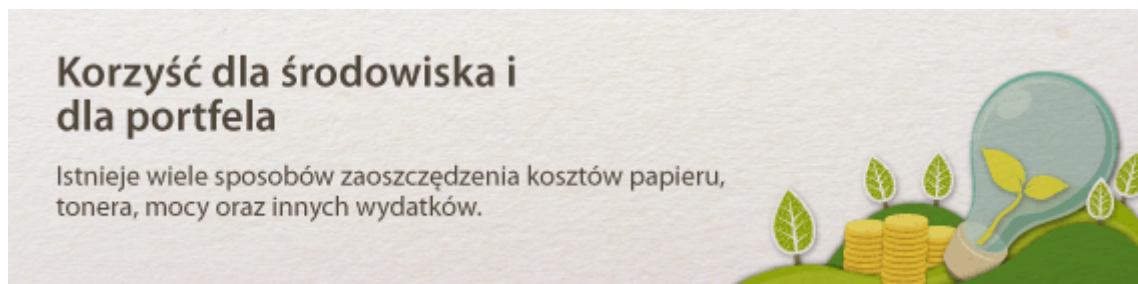 Korzyść dla środowiska i
dla portfela
Istnieje wiele sposobów zaoszczędzenia kosztów papieru,
tonera, mocy oraz innych wydatków.